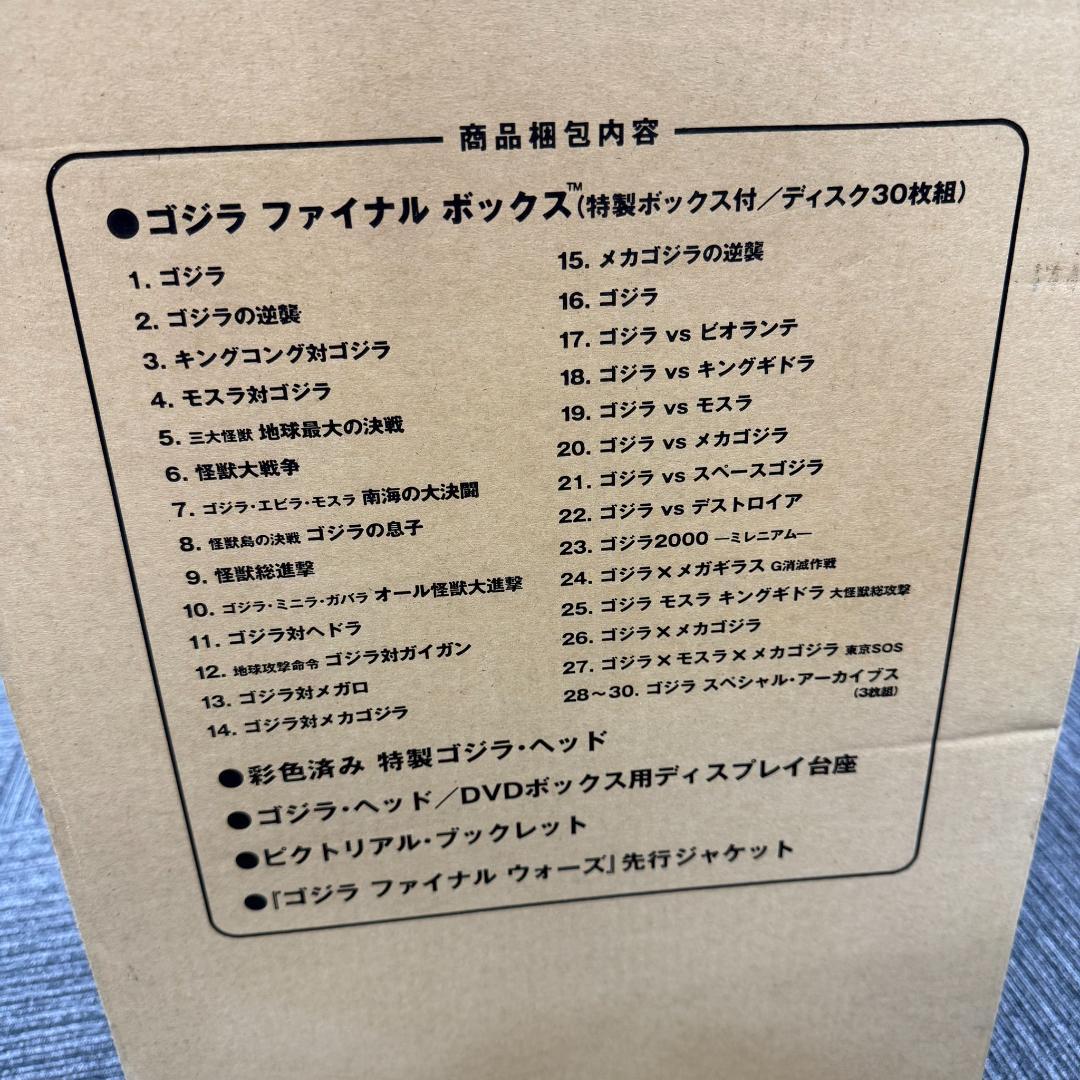 商品梱包内容
●ゴジラ ファイナル ボックス™(特製ボックス付／ディスク30枚組)
1. ゴジラ
2. ゴジラの逆襲
3. キングコング対ゴジラ
4. モスラ対ゴジラ
5. 三大怪獣 地球最大の決戦
6. 怪獣大戦争
7. ゴジラ・エビラ・モスラ 南海の大決闘
8. 怪獣島の決戦 ゴジラの息子
9. 怪獣総進撃
10. ゴジラ・ミニラ・ガバラ オール怪獣大進撃
11. ゴジラ対ヘドラ
12. 地球攻撃命令 ゴジラ対ガイガン
13. ゴジラ対メガロ
14. ゴジラ対メカゴジラ
15. メカゴジラの逆襲
16. ゴジラ
17. ゴジラ vs ビオランテ
18. ゴジラ vs キングギドラ
19. ゴジラ vs モスラ
20. ゴジラ vs メカゴジラ
21. ゴジラ vs スペースゴジラ
22. ゴジラ vs デストロイア
23. ゴジラ2000 —ミレニアム—
24. ゴジラ×メガギラス G消滅作戦
25. ゴジラ モスラ キングギドラ 大怪獣総攻撃
26. ゴジラ×メカゴジラ
27. ゴジラ×モスラ×メカゴジラ 東京SOS
28〜30. ゴジラ スペシャル・アーカイブス
(3枚組)
●彩色済み 特製ゴジラ・ヘッド
●ゴジラ・ヘッド／DVDボックス用ディスプレイ台座
●ピクトリアル・ブックレット
●『ゴジラ ファイナル ウォーズ』先行ジャケット